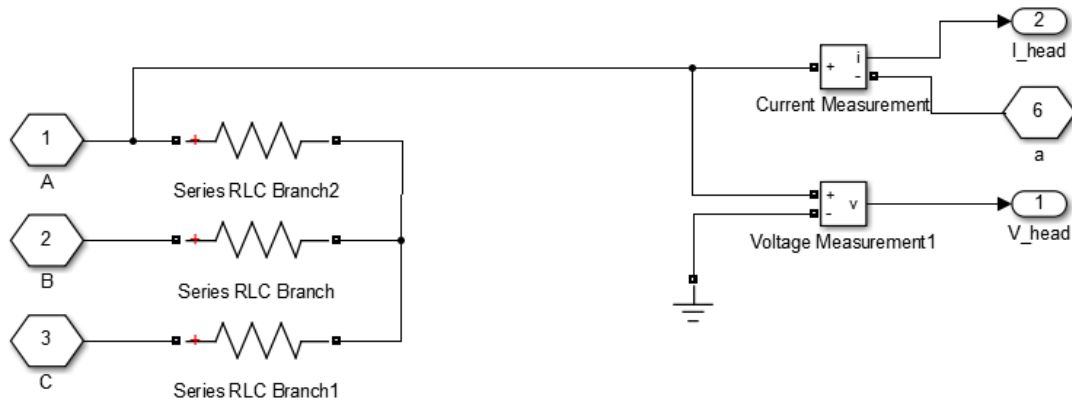 2
I_head
i
+
-
Current Measurement
6
a
1
A
+
Series RLC Branch2
+
-
v
Voltage Measurement1
1
V_head
2
B
+
Series RLC Branch
3
C
+
Series RLC Branch1